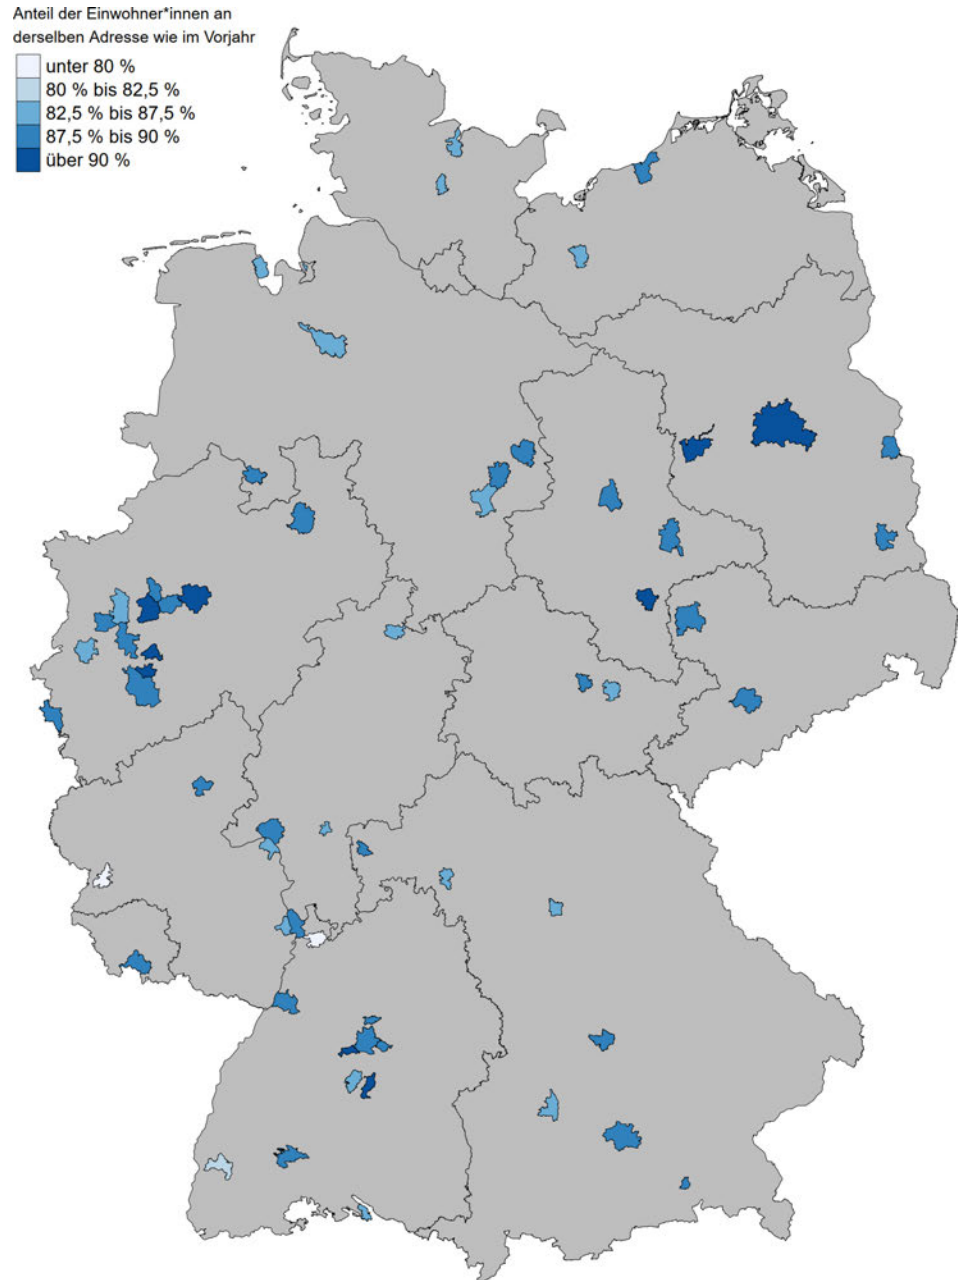 Anteil der Einwohner*innen an
derselben Adresse wie im Vorjahr
unter 80 %
80 % bis 82,5 %
82,5 % bis 87,5 %
87,5 % bis 90 %
über 90 %